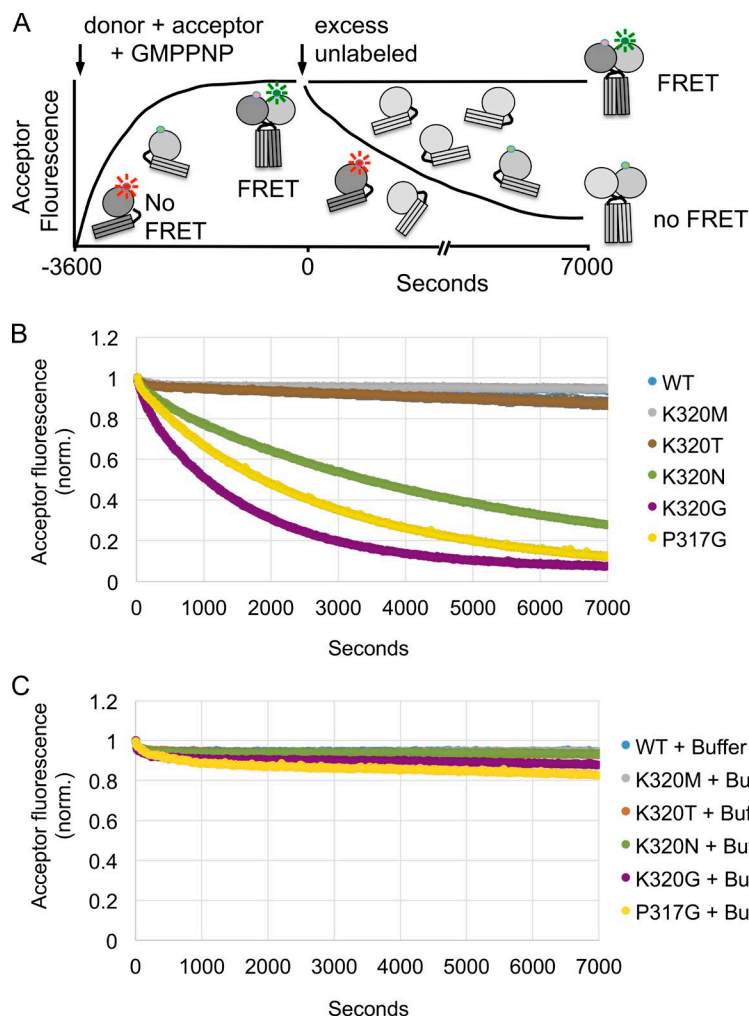 A
donor + acceptor
+ GMPPNP
excess
unlabeled
Acceptor
Flourescence
No
FRET
FRET
FRET
no FRET
-3600
0
7000
Seconds
B
Acceptor fluorescence
(norm.)
1.2
1
0.8
0.6
0.4
0.2
0
0 1000 2000 3000 4000 5000 6000 7000
Seconds
WT
K320M
K320T
K320N
K320G
P317G
C
Acceptor fluorescence
(norm.)
1.2
1
0.8
0.6
0.4
0.2
0
0 1000 2000 3000 4000 5000 6000 7000
Seconds
WT + Buffer
K320M + Bu
K320T + Buf
K320N + Bu
K320G + Bu
P317G + Bu